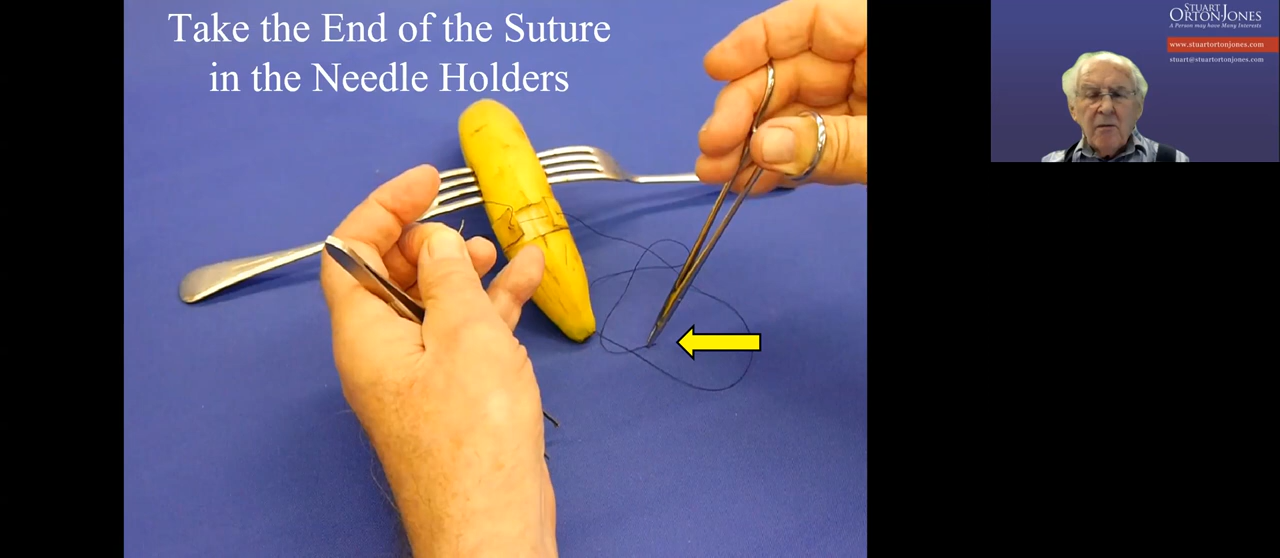 Take the End of the Suture
in the Needle Holders
STUART
ORTON-JONES
A Person may have Many Interests
www.stuartortonjones.com
stuart@stuartortonjones.com